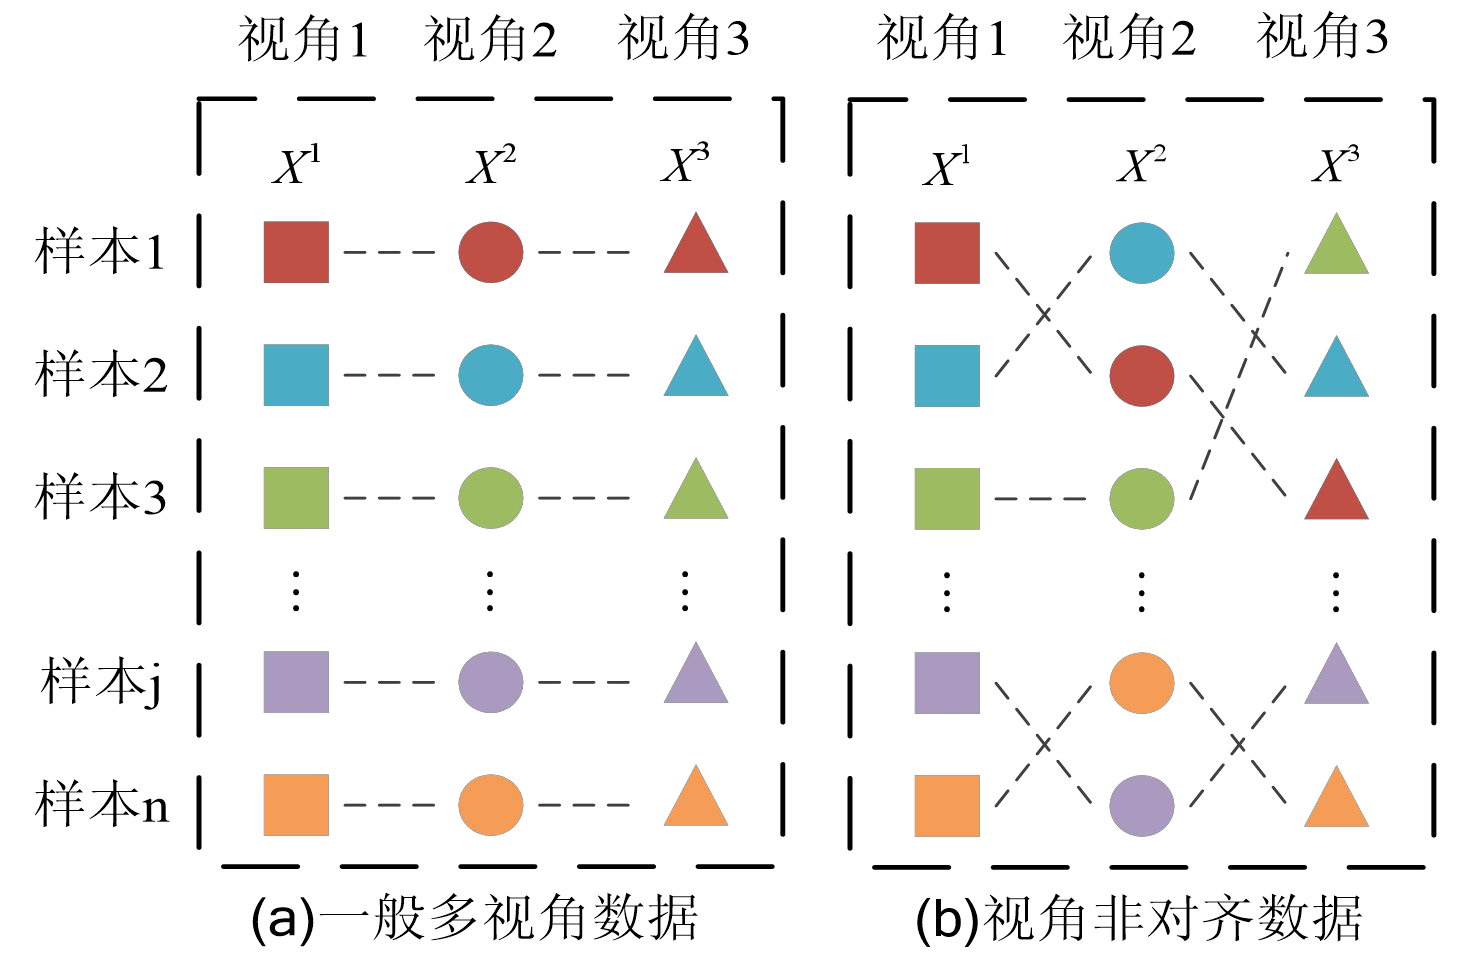 视角1 视角2 视角3 视角1 视角2 视角3
X¹ X² X³ X¹ X² X³
样本1
样本2
样本3
⋮ ⋮ ⋮ ⋮ ⋮ ⋮
样本j
样本n
(a)一般多视角数据 (b)视角非对齐数据